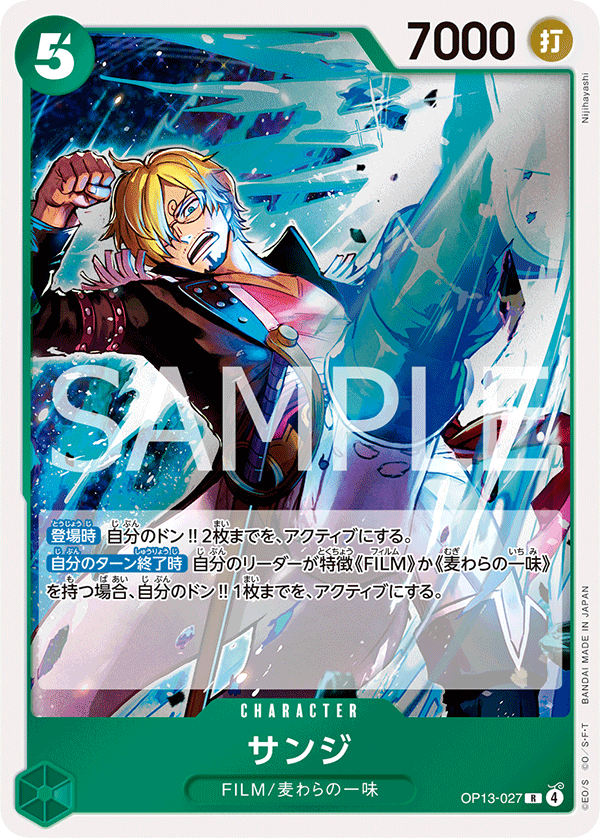 5
7000
打
Nijihayashi
SAMPLE
登場時 自分のドン!!2枚までを、アクティブにする。
自分のターン終了時 自分のリーダーが特徴《FILM》か《麦わらの一味》
を持つ場合、自分のドン!!1枚までを、アクティブにする。
BANDAI MADE IN JAPAN
©E.O/S ©O/S・F・T
CHARACTER
サンジ
FILM/麦わらの一味
OP13-027 R 4